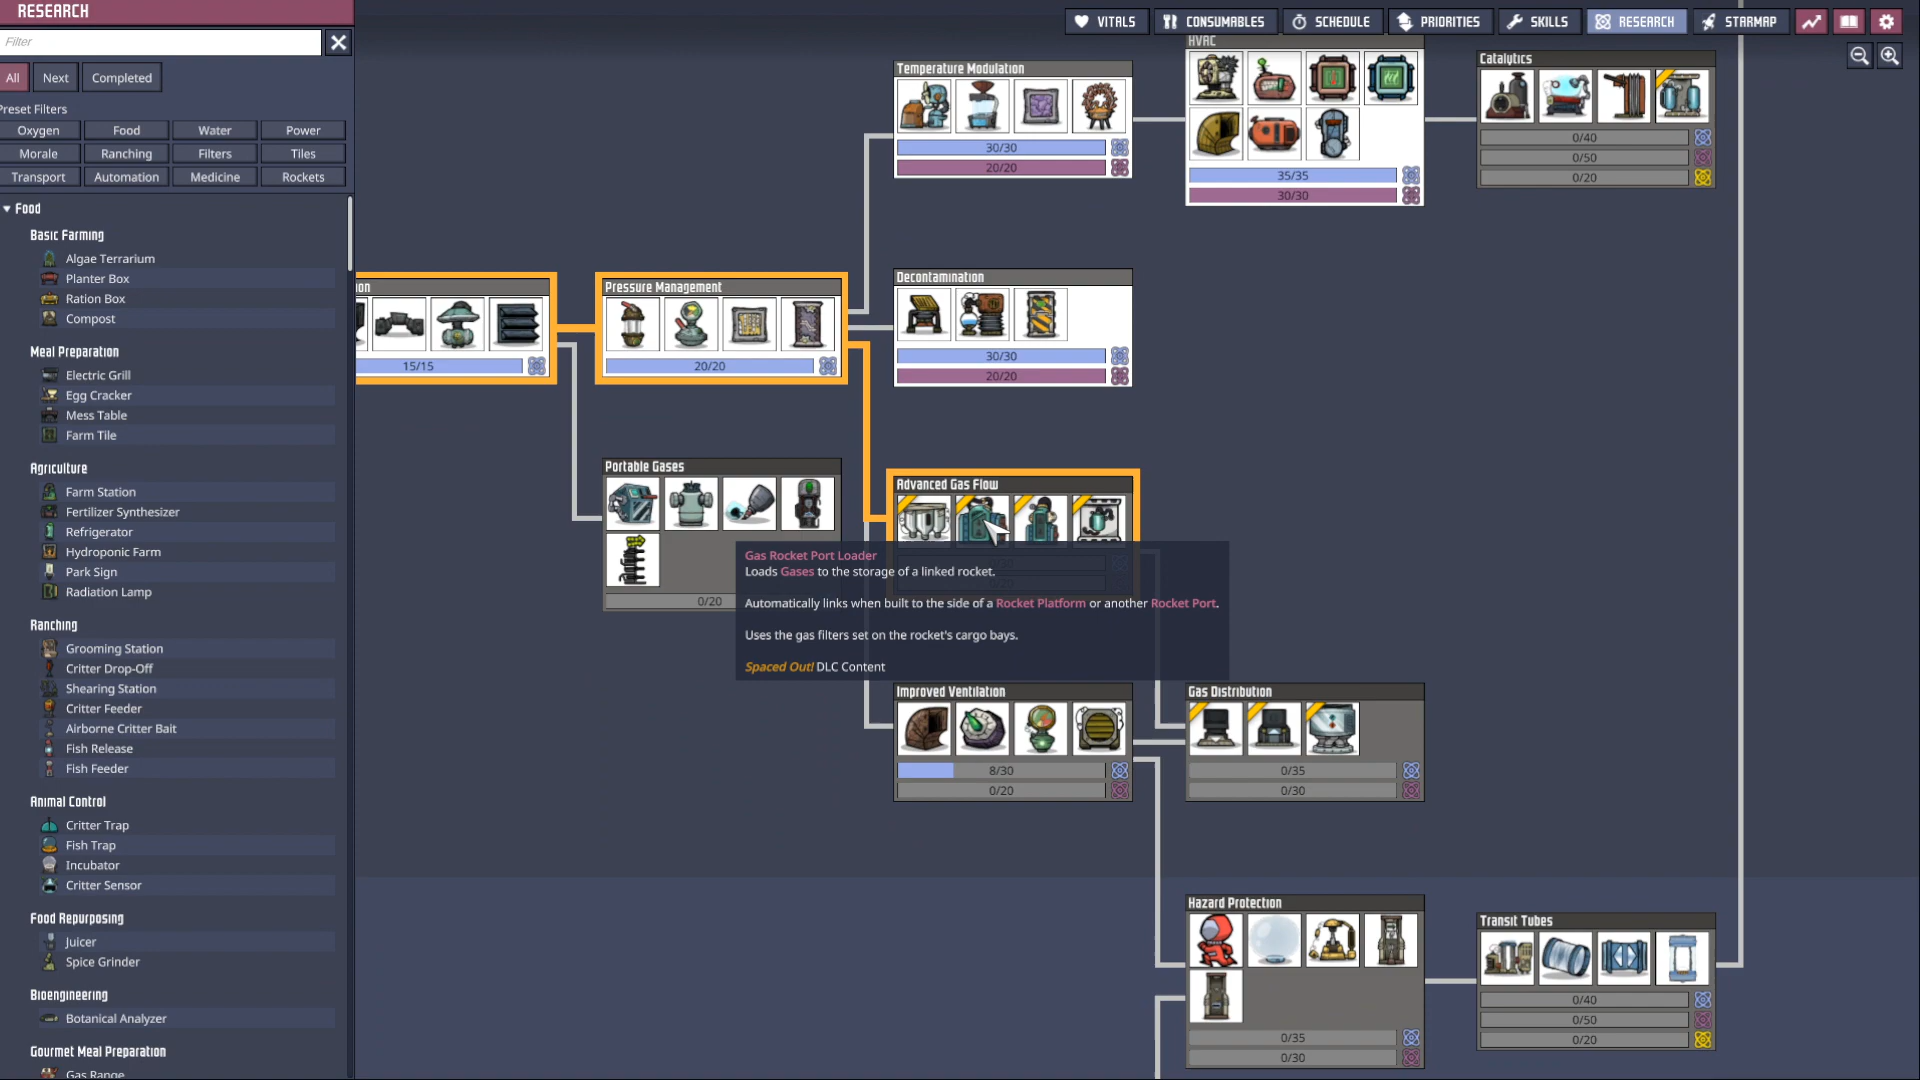 RESEARCH
VITALS
CONSUMABLES
SCHEDULE
PRIORITIES
SKILLS
RESEARCH
STARMAP
Filter
All
Next
Completed
Preset Filters
Oxygen
Food
Water
Power
Morale
Ranching
Filters
Tiles
Transport
Automation
Medicine
Rockets
Food
Basic Farming
Algae Terrarium
Planter Box
Ration Box
Compost
Meal Preparation
Electric Grill
Egg Cracker
Mess Table
Farm Tile
Agriculture
Farm Station
Fertilizer Synthesizer
Refrigerator
Hydroponic Farm
Park Sign
Radiation Lamp
Ranching
Grooming Station
Critter Drop-Off
Shearing Station
Critter Feeder
Airborne Critter Bait
Fish Release
Fish Feeder
Animal Control
Critter Trap
Fish Trap
Incubator
Critter Sensor
Food Repurposing
Juicer
Spice Grinder
Bioengineering
Botanical Analyzer
Gourmet Meal Preparation
Gas Range
on
15/15
Pressure Management
20/20
Temperature Modulation
30/30
20/20
HVAC
35/35
30/30
Catalytics
0/40
0/50
0/20
Decontamination
30/30
20/20
Portable Gases
0/20
Advanced Gas Flow
Gas Rocket Port Loader
Loads Gases to the storage of a linked rocket.
Automatically links when built to the side of a Rocket Platform or another Rocket Port.
Uses the gas filters set on the rocket's cargo bays.
Spaced Out! DLC Content
Improved Ventilation
8/30
0/20
Gas Distribution
0/35
0/30
Hazard Protection
0/35
0/30
Transit Tubes
0/40
0/50
0/20